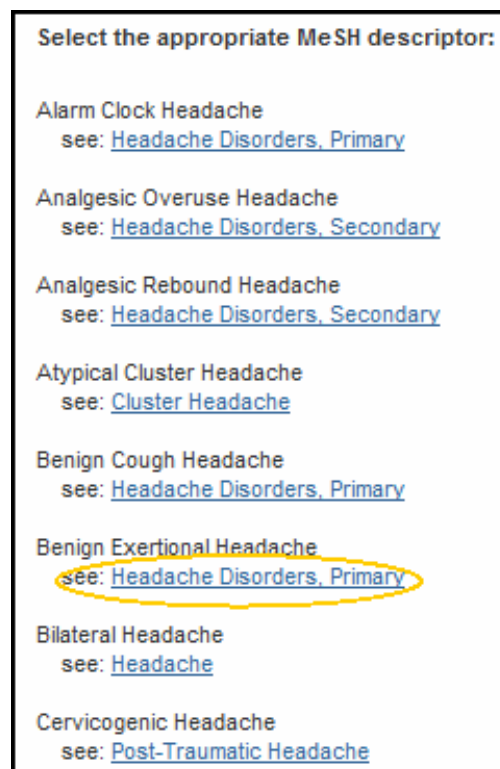 Select the appropriate MeSH descriptor:
Alarm Clock Headache
see: Headache Disorders, Primary
Analgesic Overuse Headache
see: Headache Disorders, Secondary
Analgesic Rebound Headache
see: Headache Disorders, Secondary
Atypical Cluster Headache
see: Cluster Headache
Benign Cough Headache
see: Headache Disorders, Primary
Benign Exertional Headache
see: Headache Disorders, Primary
Bilateral Headache
see: Headache
Cervicogenic Headache
see: Post-Traumatic Headache